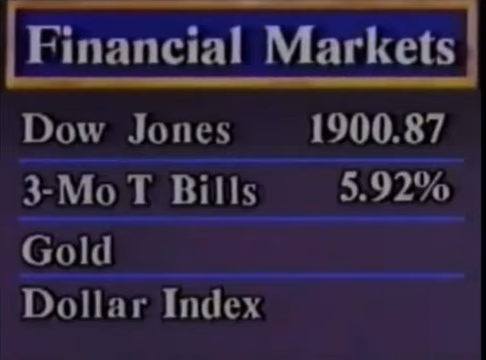 Financial Markets
Dow Jones 1900.87
3-Mo T Bills 5.92%
Gold
Dollar Index